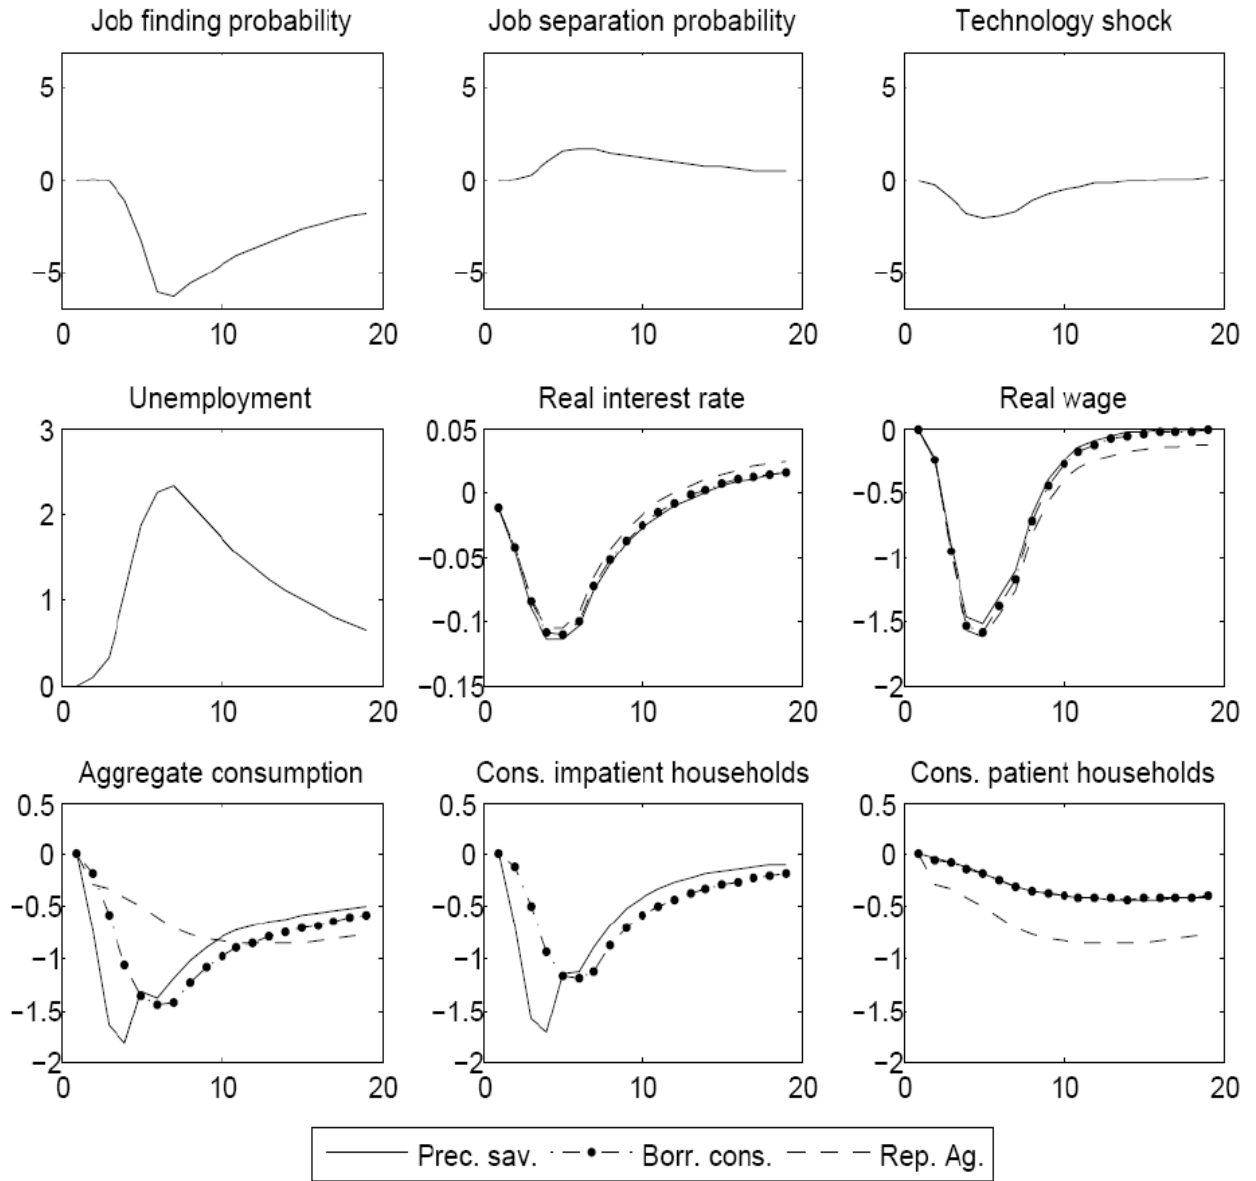 Job finding probability Job separation probability Technology shock
5 5 5
0 0 0
−5 −5 −5
0 10 20 0 10 20 0 10 20
Unemployment Real interest rate Real wage
3 0.05 0
2 0 −0.5
−0.05 −1
1 −0.1 −1.5
0 −0.15 −2
0 10 20 0 10 20 0 10 20
Aggregate consumption Cons. impatient households Cons. patient households
0.5 0.5 0.5
0 0 0
−0.5 −0.5 −0.5
−1 −1 −1
−1.5 −1.5 −1.5
−2 −2 −2
0 10 20 0 10 20 0 10 20
Prec. sav. Borr. cons. Rep. Ag.